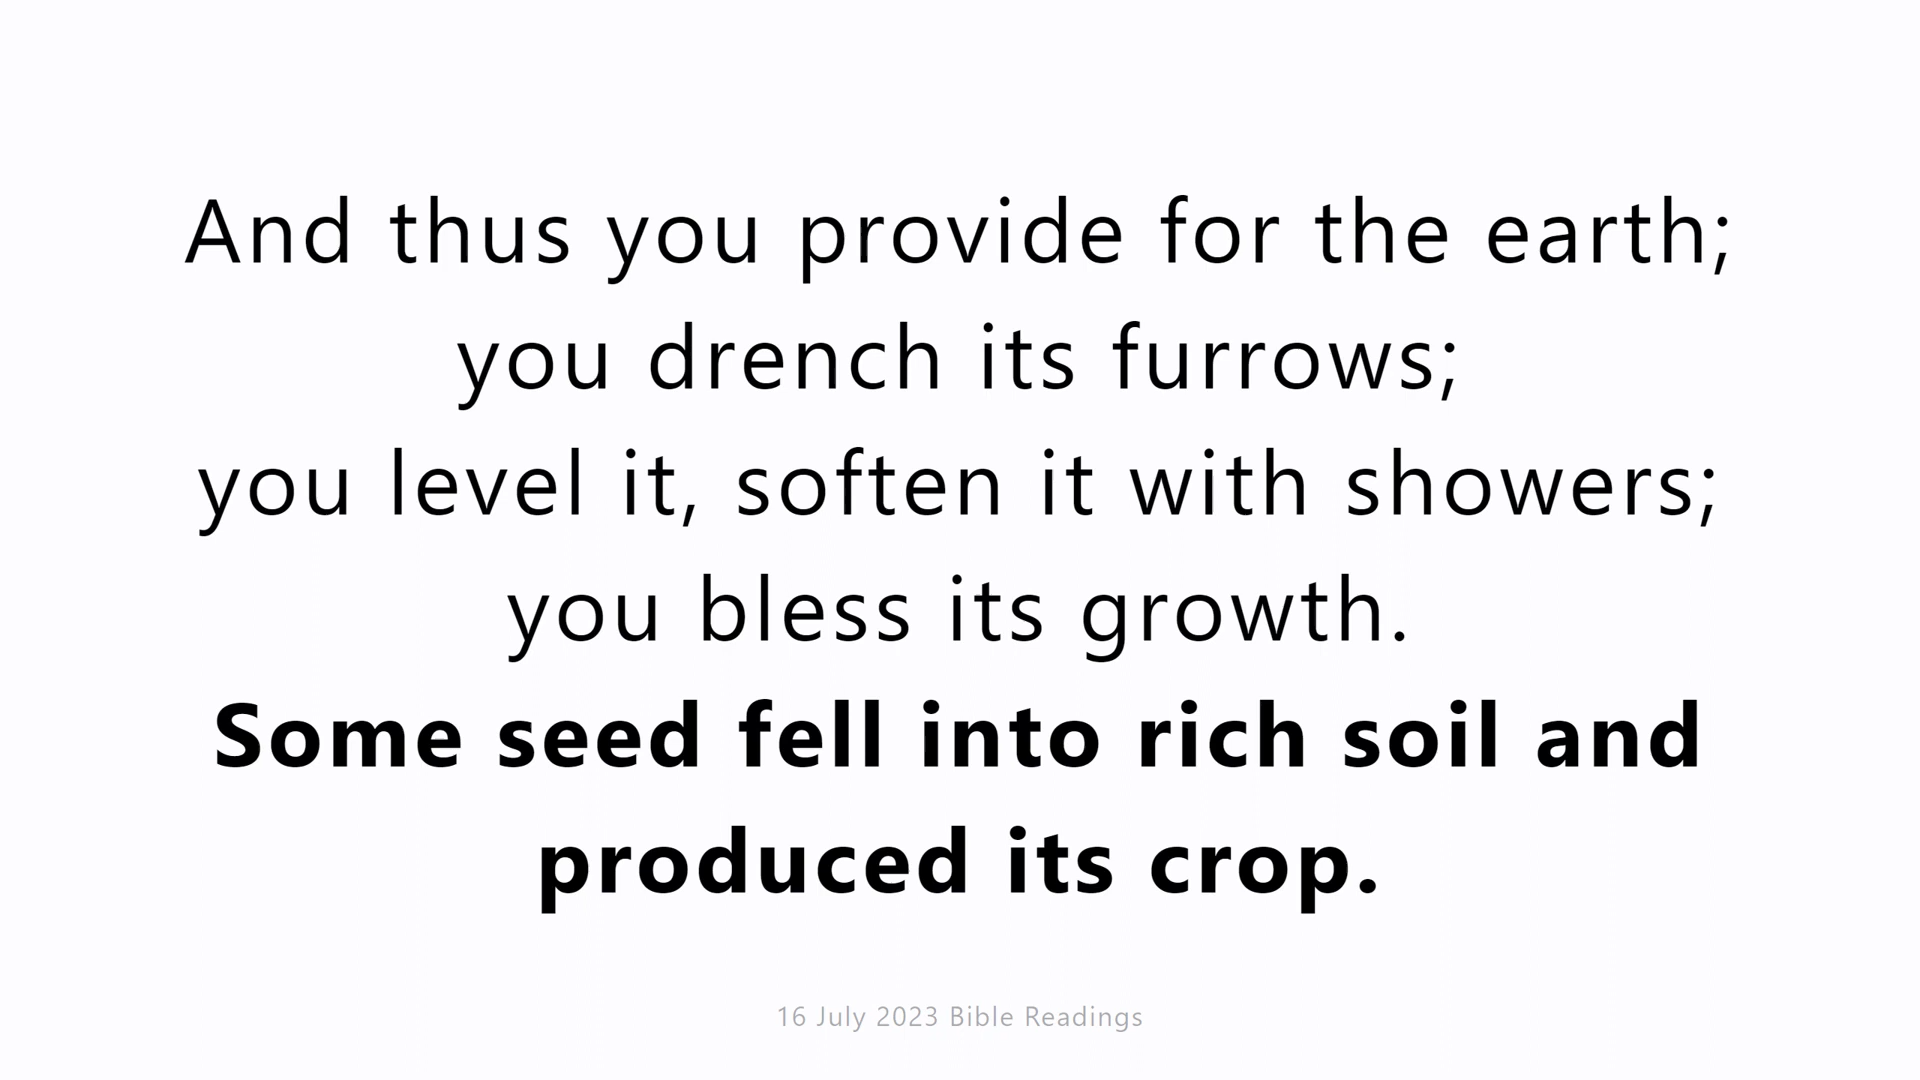 And thus you provide for the earth;
you drench its furrows;
you level it, soften it with showers;
you bless its growth.
Some seed fell into rich soil and
produced its crop.
16 July 2023 Bible Readings